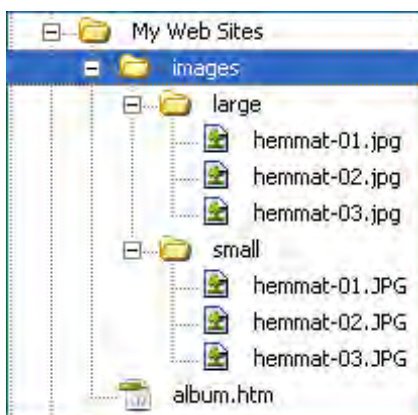 My Web Sites
images
large
hemmat-01.jpg
hemmat-02.jpg
hemmat-03.jpg
small
hemmat-01.JPG
hemmat-02.JPG
hemmat-03.JPG
album.htm